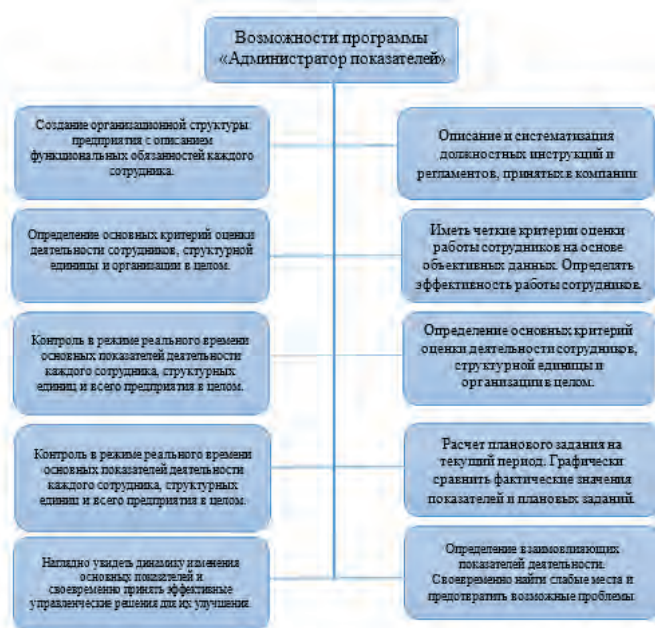 Возможности программы
«Администратор показателей»
Создание организационной структуры
предприятия с описанием
функциональных обязанностей каждого
сотрудника.
Описание и систематизация
должностных инструкций и
регламентов, принятых в компании
Определение основных критерий оценки
деятельности сотрудников, структурной
единицы и организации в целом.
Иметь четкие критерии оценки
работы сотрудников на основе
объективных данных. Определять
эффективность работы сотрудников.
Контроль в режиме реального времени
основных показателей деятельности
каждого сотрудника, структурных
единиц и всего предприятия в целом.
Определение основных критерий
оценки деятельности сотрудников,
структурной единицы и
организации в целом.
Контроль в режиме реального времени
основных показателей деятельности
каждого сотрудника, структурных
единиц и всего предприятия в целом.
Расчет планового задания на
текущий период. Графически
сравнить фактические значения
показателей и плановых заданий.
Наглядно увидеть динамику изменения
основных показателей и
своевременно принять эффективные
управленческие решения для их улучшения.
Определение взаимовлияющих
показателей деятельности.
Своевременно найти слабые места и
предотвратить возможные проблемы